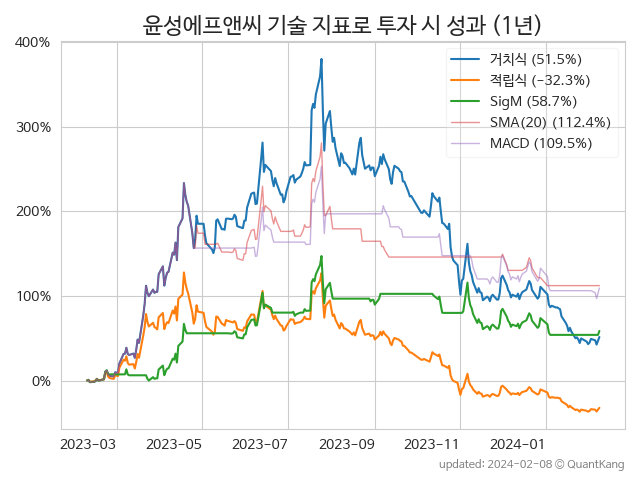 윤성에프앤씨 기술 지표로 투자 시 성과 (1년)
400%
300%
200%
100%
0%
거치식 (51.5%)
적립식 (−32.3%)
SigM (58.7%)
SMA(20) (112.4%)
MACD (109.5%)
2023-03 2023-05 2023-07 2023-09 2023-11 2024-01
updated: 2024-02-08 © QuantKang